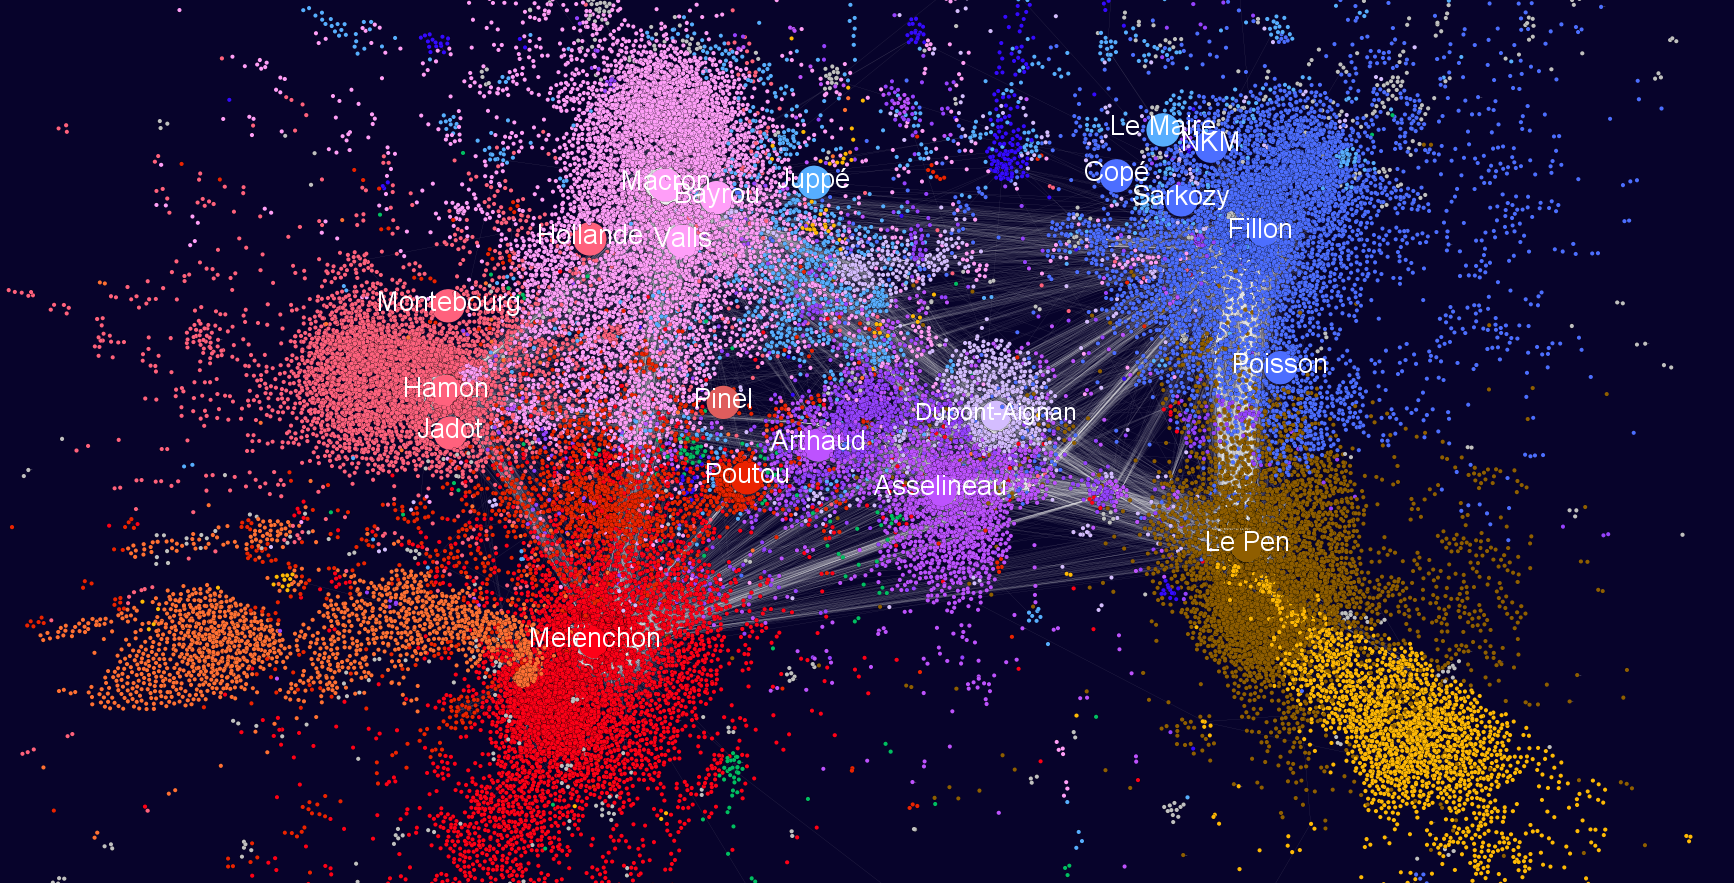 Le Maire
NKM
Copé
Sarkozy
Macron
Bayrou
Juppé
Hollande
Valls
Fillon
Montebourg
Poisson
Hamon
Pinel
Jadot
Dupont-Aignan
Arthaud
Poutou
Asselineau
Le Pen
Melenchon